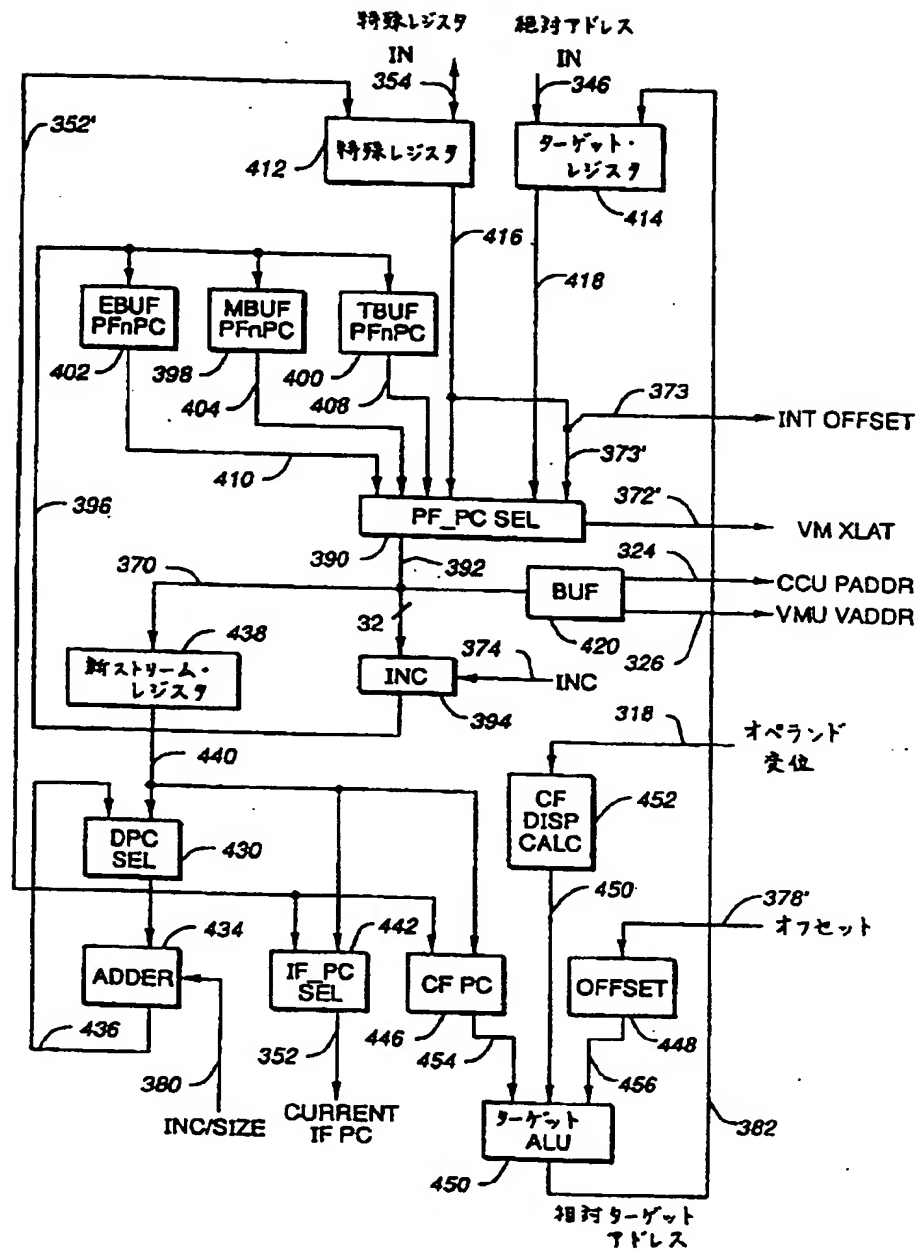 特殊レジスタ
IN
354
絶対アドレス
IN
346
352'
412
特殊レジスタ
ターゲット・
レジスタ
414
416
418
EBUF
PFnPC
MBUF
PFnPC
TBUF
PFnPC
402
398
400
404
408
373
INT OFFSET
373'
410
396
372'
PF_PC SEL
VM XLAT
390
392
324
370
BUF
CCU PADDR
VMU VADDR
32
420
326
438
新ストリーム・
レジスタ
374
INC
INC
394
318
オペランド
変位
440
CF
DISP
CALC
452
DPC
SEL
430
450
378'
オフセット
434
442
ADDER
IF_PC
SEL
CF PC
OFFSET
436
352
446
454
448
456
380
382
INC/SIZE
CURRENT
IF PC
ターゲット
ALU
450
相対ターゲット
アドレス